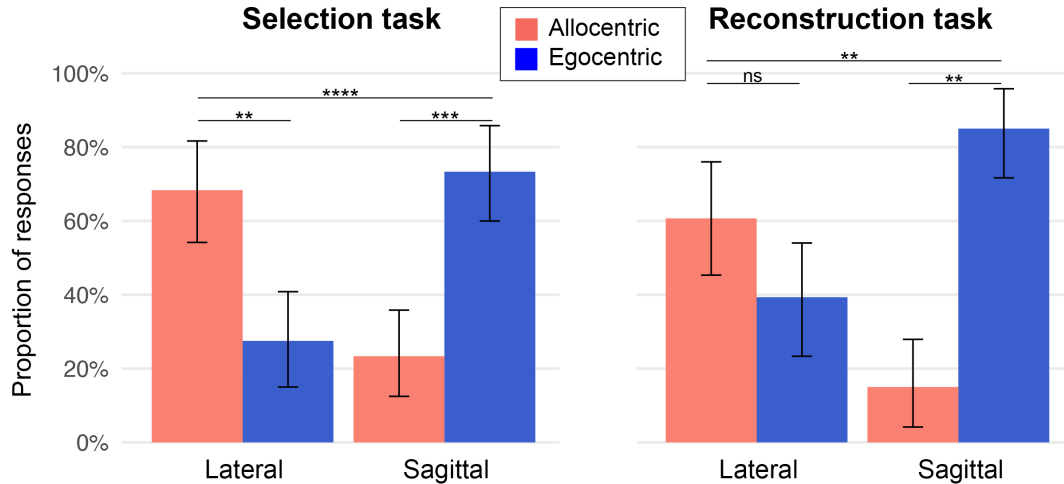 Selection task
Reconstruction task
Allocentric
Egocentric
Proportion of responses
100%
80%
60%
40%
20%
0%
****
**
***
**
ns
**
Lateral
Sagittal
Lateral
Sagittal